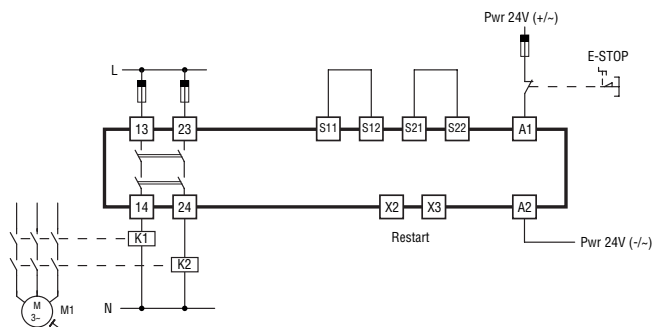 Pwr 24V (+/~)
E-STOP
L
13 23 S11 S12 S21 S22 A1
14 24 X2 X3 A2
Restart
K1
Pwr 24V (-/~)
K2
M
3~
M1
N